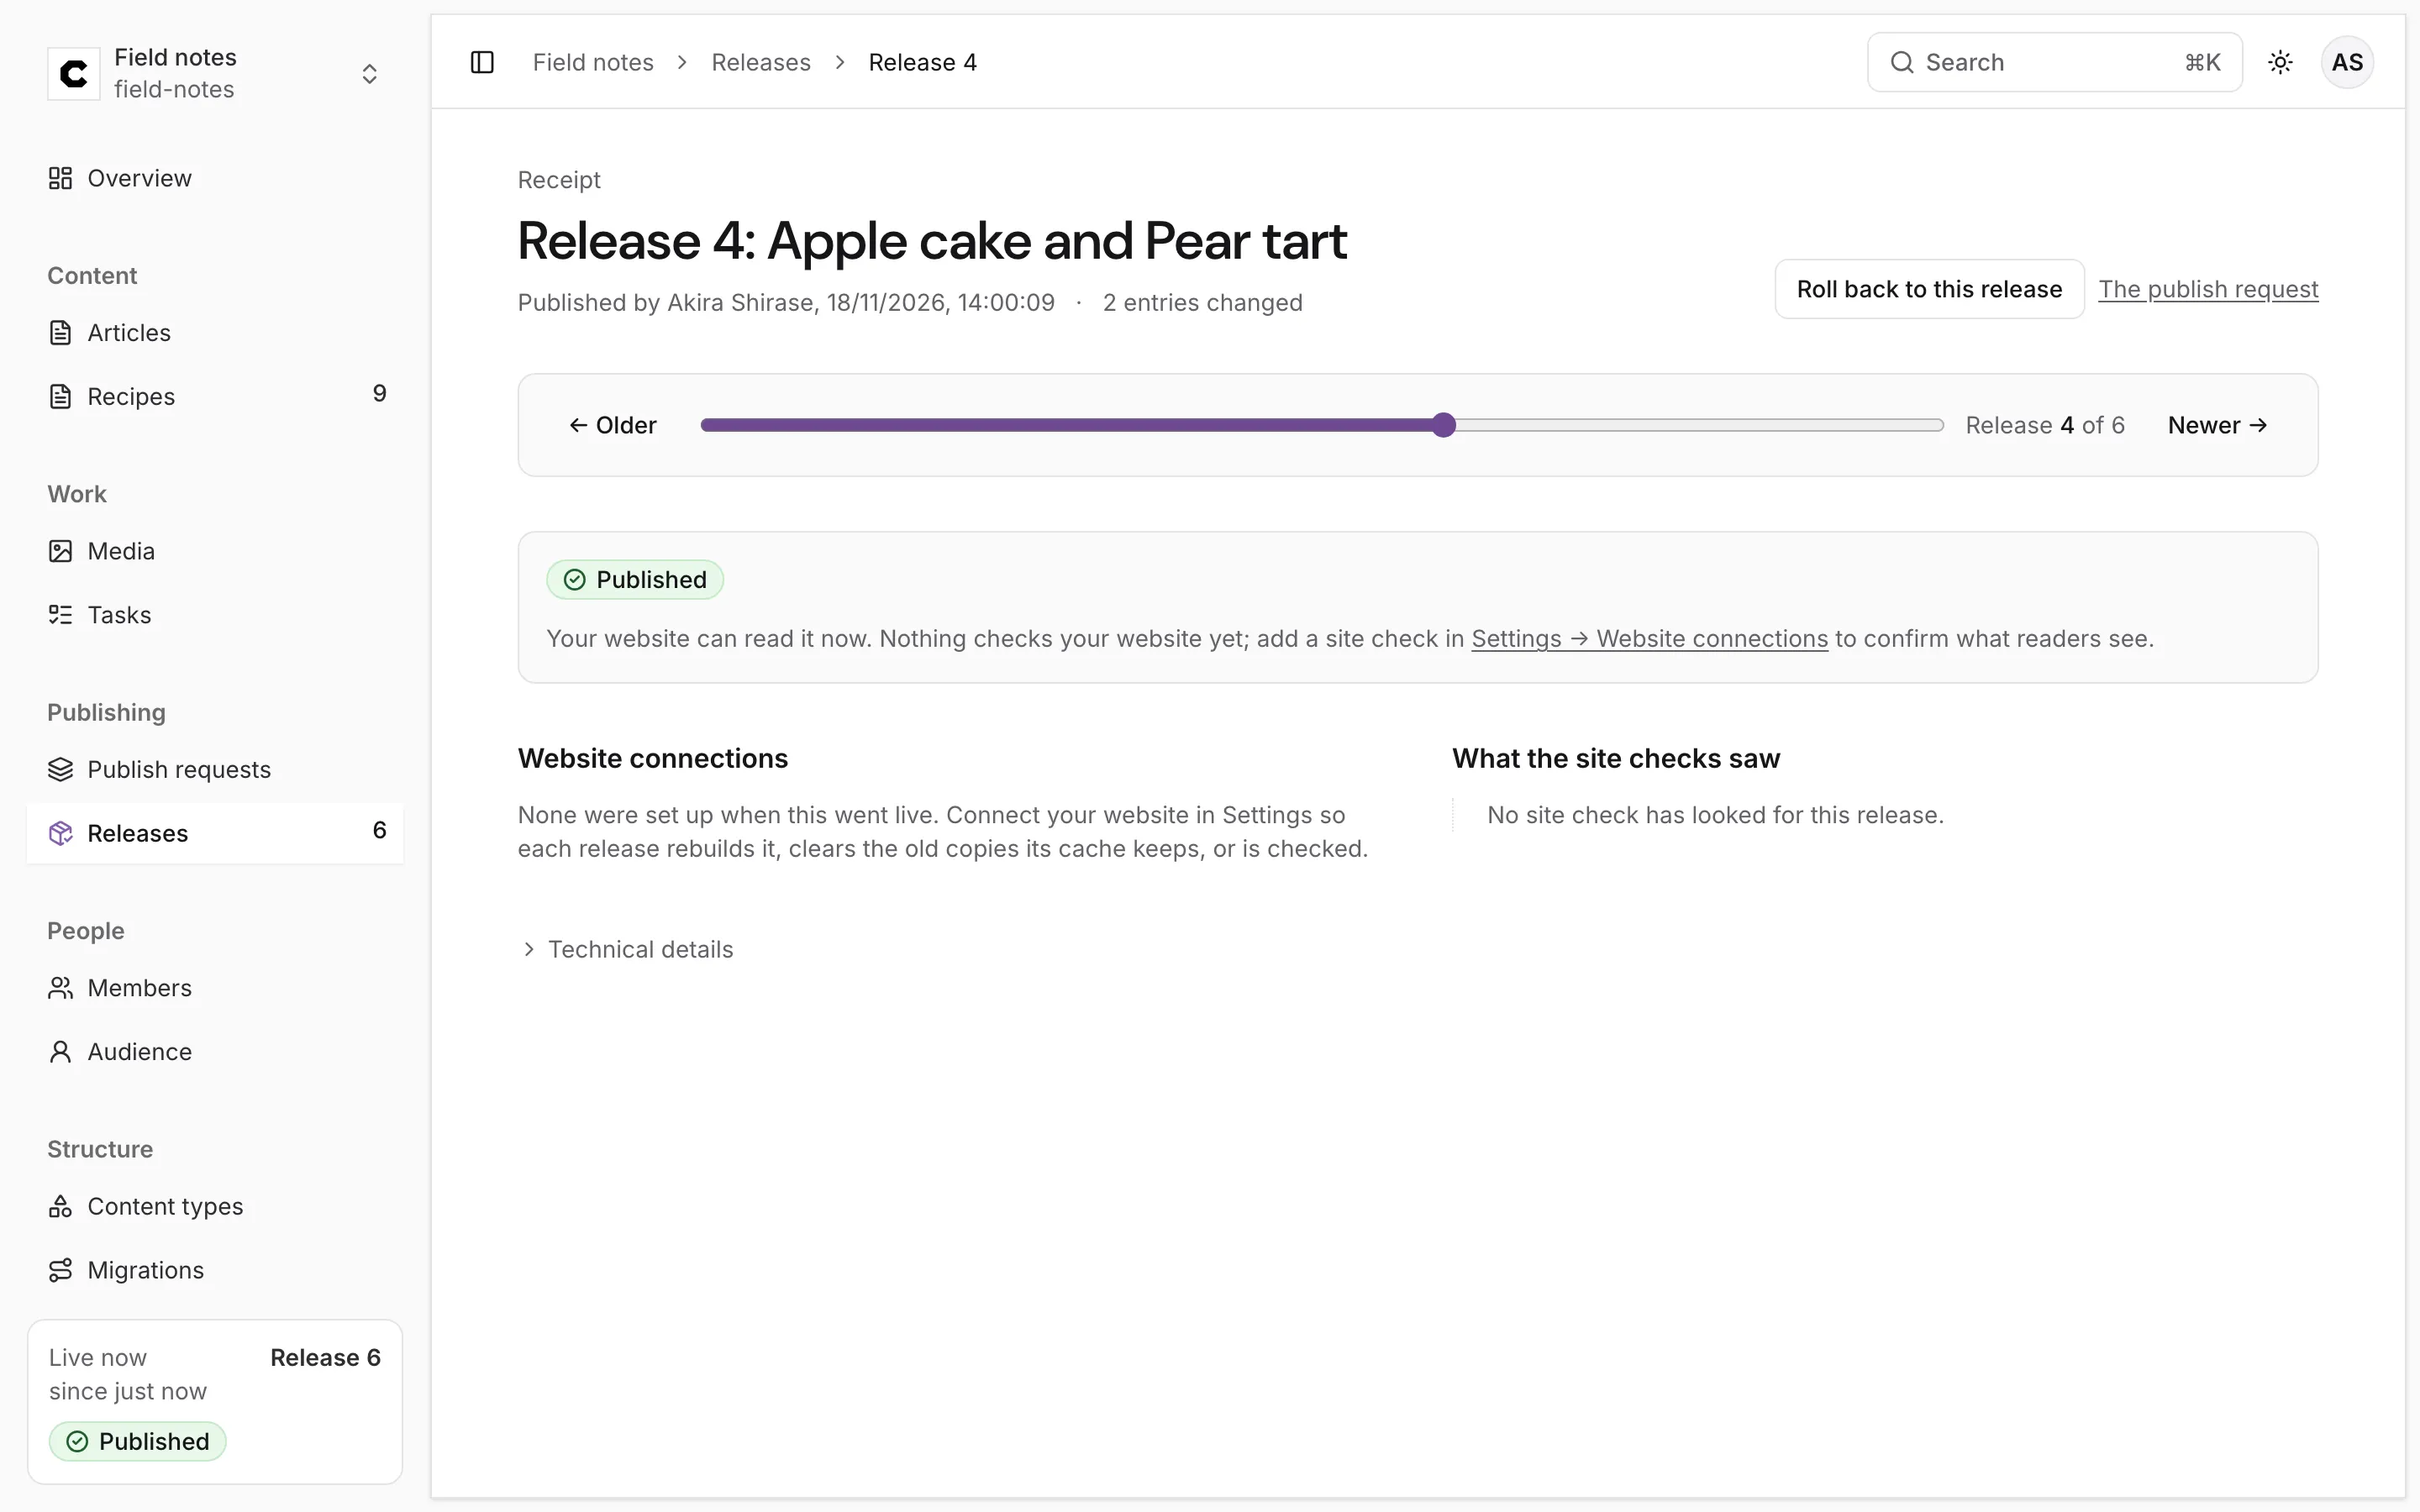 Field notes
field-notes
Overview
Content
Articles
Recipes 9
Work
Media
Tasks
Publishing
Publish requests
Releases 6
People
Members
Audience
Structure
Content types
Migrations
Live now Release 6
since just now
Published
Field notes > Releases > Release 4
Search ⌘K
AS
Receipt
Release 4: Apple cake and Pear tart
Published by Akira Shirase, 18/11/2026, 14:00:09 · 2 entries changed
Roll back to this release The publish request
← Older Release 4 of 6 Newer →
Published
Your website can read it now. Nothing checks your website yet; add a site check in Settings → Website connections to confirm what readers see.
Website connections
None were set up when this went live. Connect your website in Settings so
each release rebuilds it, clears the old copies its cache keeps, or is checked.
What the site checks saw
No site check has looked for this release.
Technical details